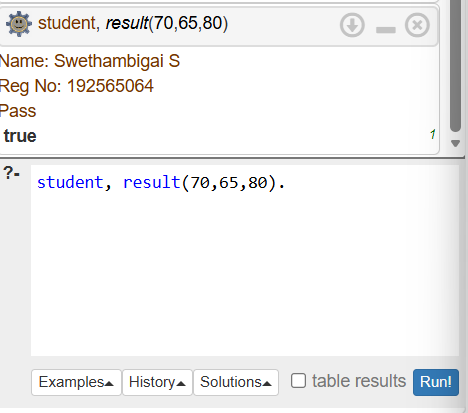 student, result(70,65,80)
Name: Swethambigai S
Reg No: 192565064
Pass
true
1
?-
student, result(70,65,80).
Examples History Solutions table results Run!